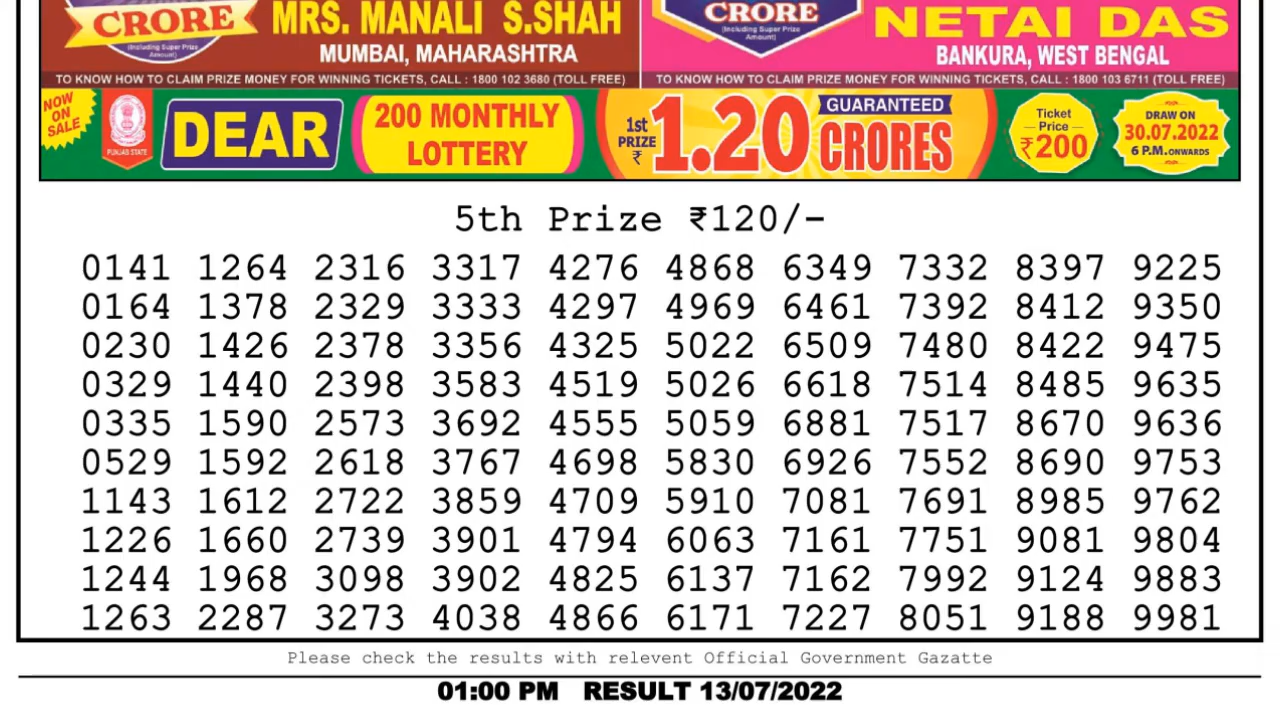 CRORE
(Including Super Prize Amount)
MRS. MANALI S.SHAH
MUMBAI, MAHARASHTRA
TO KNOW HOW TO CLAIM PRIZE MONEY FOR WINNING TICKETS, CALL : 1800 102 3680 (TOLL FREE)
CRORE
(Including Super Prize Amount)
NETAI DAS
BANKURA, WEST BENGAL
TO KNOW HOW TO CLAIM PRIZE MONEY FOR WINNING TICKETS, CALL : 1800 103 6711 (TOLL FREE)
NOW
ON
SALE
PUNJAB STATE
DEAR
200 MONTHLY
LOTTERY
1st
PRIZE
₹
1.20
GUARANTEED
CRORES
Ticket
Price
₹200
DRAW ON
30.07.2022
6 P.M. ONWARDS
5th Prize ₹120/-
0141 1264 2316 3317 4276 4868 6349 7332 8397 9225
0164 1378 2329 3333 4297 4969 6461 7392 8412 9350
0230 1426 2378 3356 4325 5022 6509 7480 8422 9475
0329 1440 2398 3583 4519 5026 6618 7514 8485 9635
0335 1590 2573 3692 4555 5059 6881 7517 8670 9636
0529 1592 2618 3767 4698 5830 6926 7552 8690 9753
1143 1612 2722 3859 4709 5910 7081 7691 8985 9762
1226 1660 2739 3901 4794 6063 7161 7751 9081 9804
1244 1968 3098 3902 4825 6137 7162 7992 9124 9883
1263 2287 3273 4038 4866 6171 7227 8051 9188 9981
Please check the results with relevent Official Government Gazatte
01:00 PM RESULT 13/07/2022